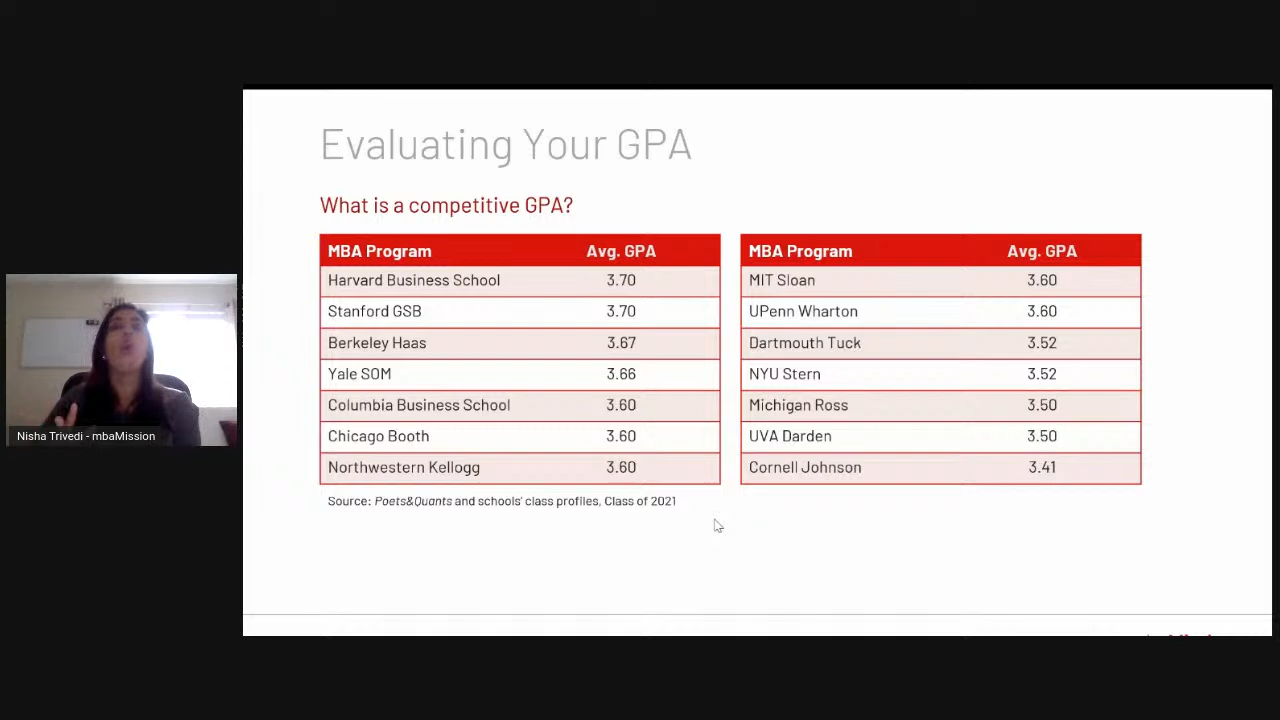 Evaluating Your GPA
What is a competitive GPA?
MBA Program Avg. GPA
Harvard Business School 3.70
Stanford GSB 3.70
Berkeley Haas 3.67
Yale SOM 3.66
Columbia Business School 3.60
Chicago Booth 3.60
Northwestern Kellogg 3.60
MBA Program Avg. GPA
MIT Sloan 3.60
UPenn Wharton 3.60
Dartmouth Tuck 3.52
NYU Stern 3.52
Michigan Ross 3.50
UVA Darden 3.50
Cornell Johnson 3.41
Source: Poets&Quants and schools' class profiles, Class of 2021
Nisha Trivedi - mbaMission